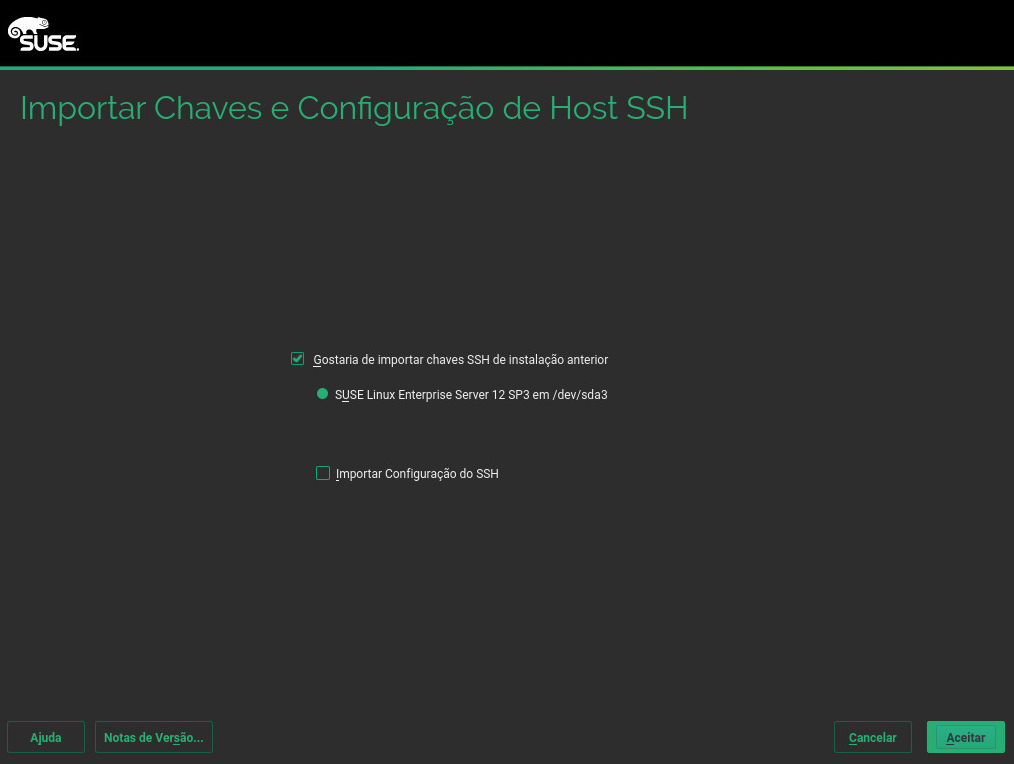 SUSE.
Importar Chaves e Configuração de Host SSH
Gostaria de importar chaves SSH de instalação anterior
SUSE Linux Enterprise Server 12 SP3 em /dev/sda3
Importar Configuração do SSH
Ajuda
Notas de Versão...
Cancelar
Aceitar